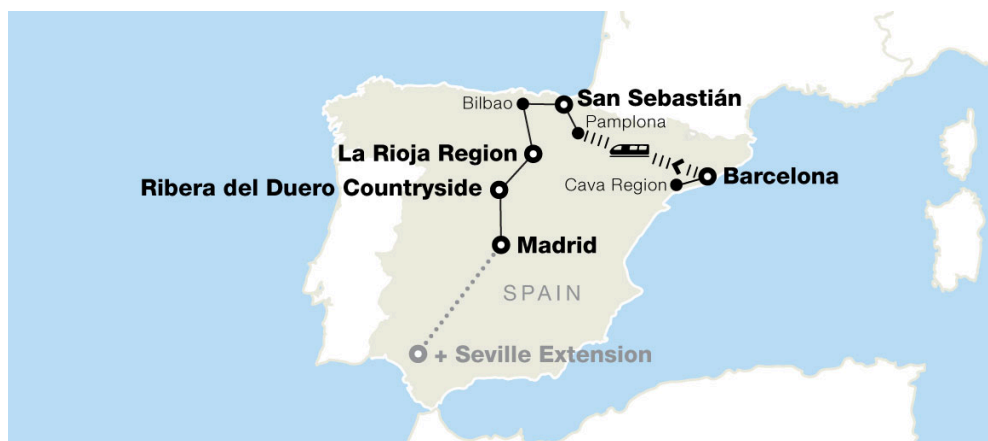 Bilbao
San Sebastián
Pamplona
La Rioja Region
Cava Region
Barcelona
Ribera del Duero Countryside
Madrid
SPAIN
+ Seville Extension